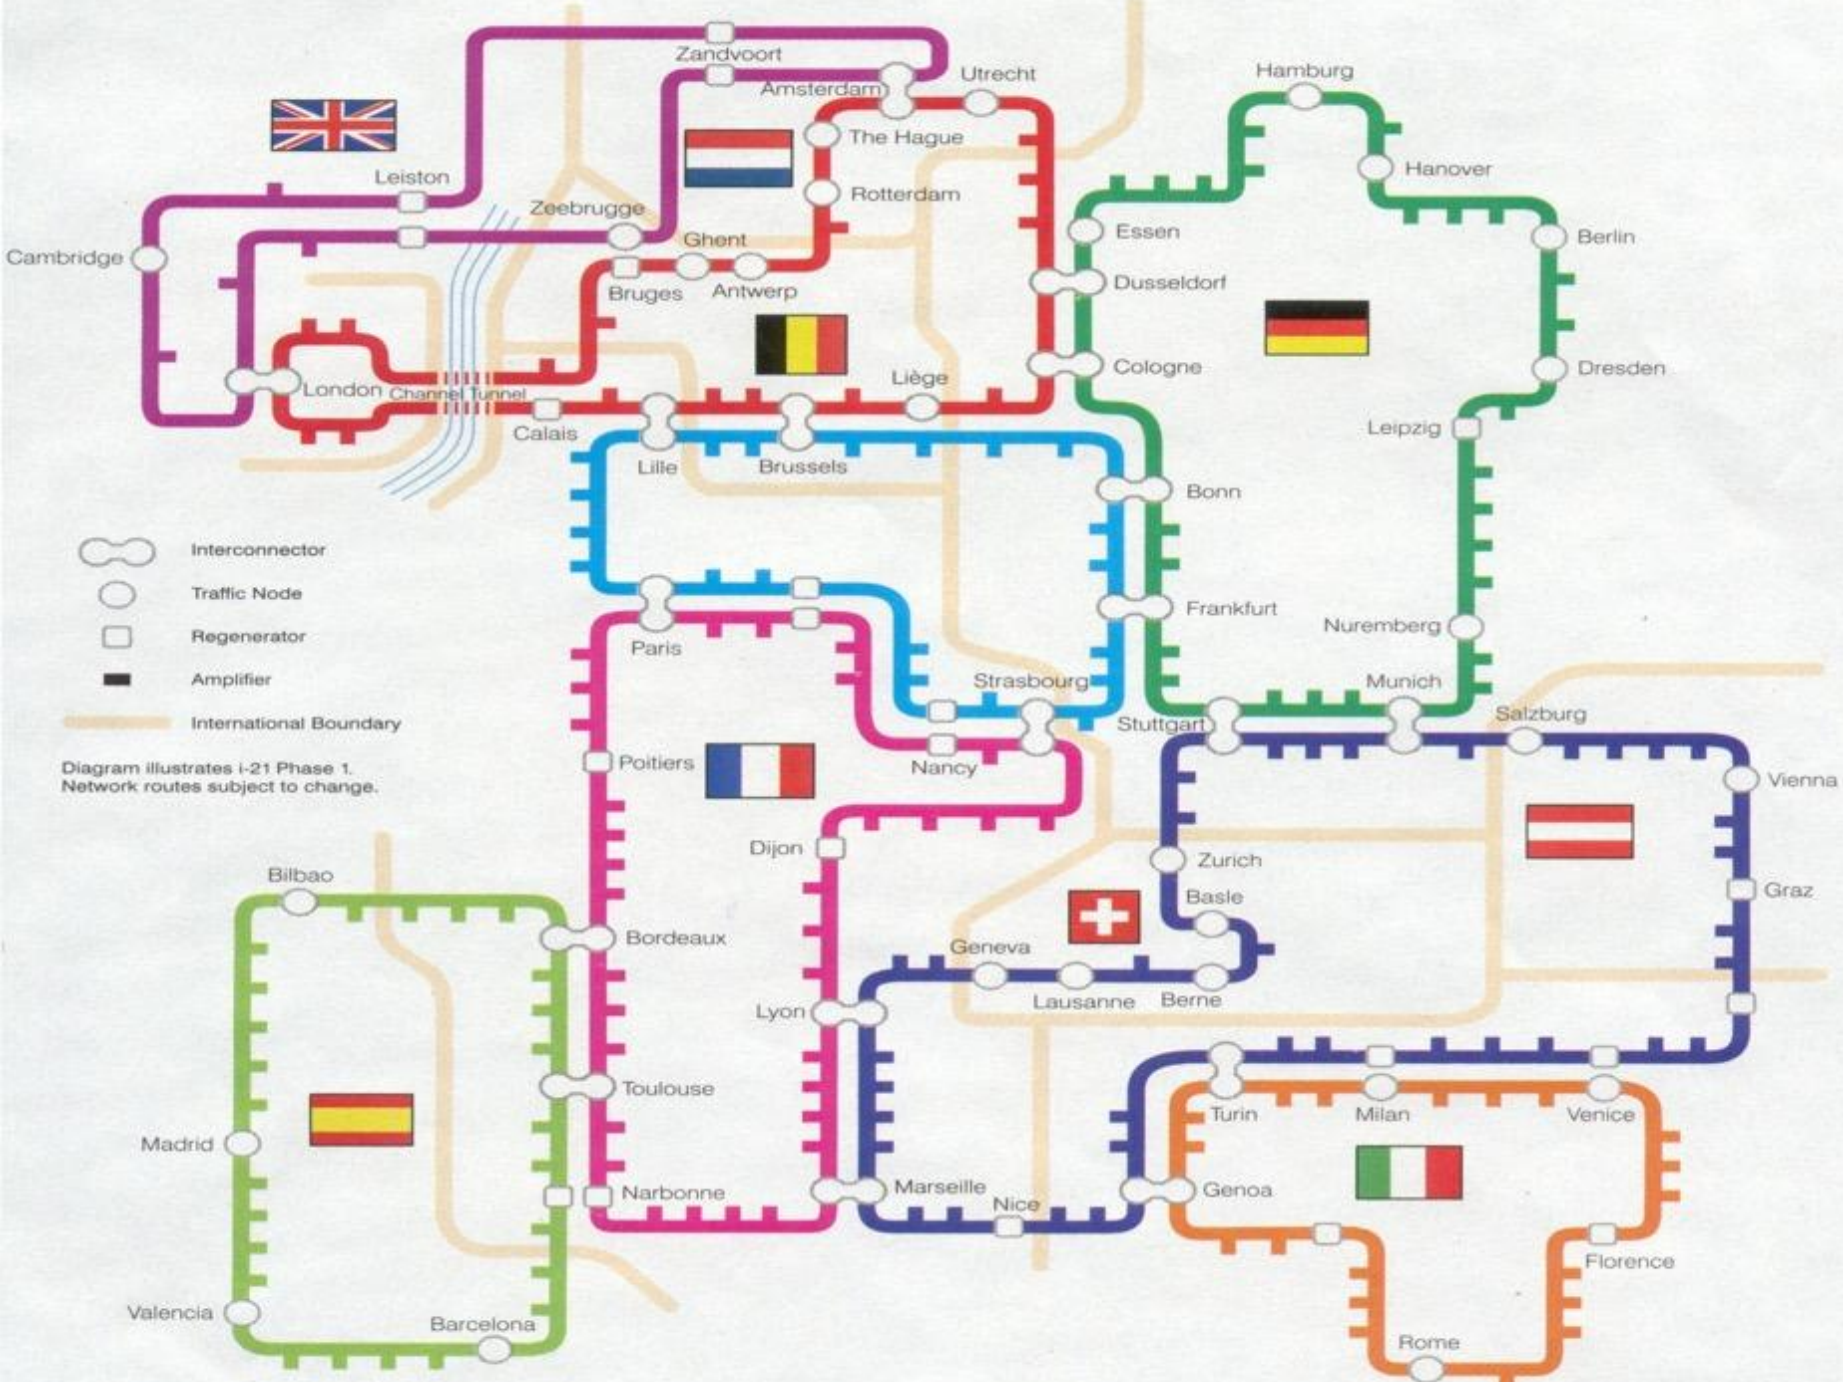 Zandvoort
Amsterdam
Utrecht
Hamburg
The Hague
Hanover
Leiston
Rotterdam
Zeebrugge
Essen
Berlin
Cambridge
Ghent
Dusseldorf
Bruges
Antwerp
London
Channel Tunnel
Liège
Cologne
Dresden
Calais
Leipzig
Lille
Brussels
Bonn
Interconnector
Traffic Node
Frankfurt
Regenerator
Nuremberg
Paris
Amplifier
Strasbourg
Munich
International Boundary
Stuttgart
Salzburg
Diagram illustrates i-21 Phase 1.
Network routes subject to change.
Poitiers
Nancy
Vienna
Dijon
Zurich
Bilbao
Basle
Graz
Bordeaux
Geneva
Lausanne
Berne
Lyon
Toulouse
Turin
Milan
Venice
Madrid
Narbonne
Marseille
Nice
Genoa
Florence
Valencia
Barcelona
Rome